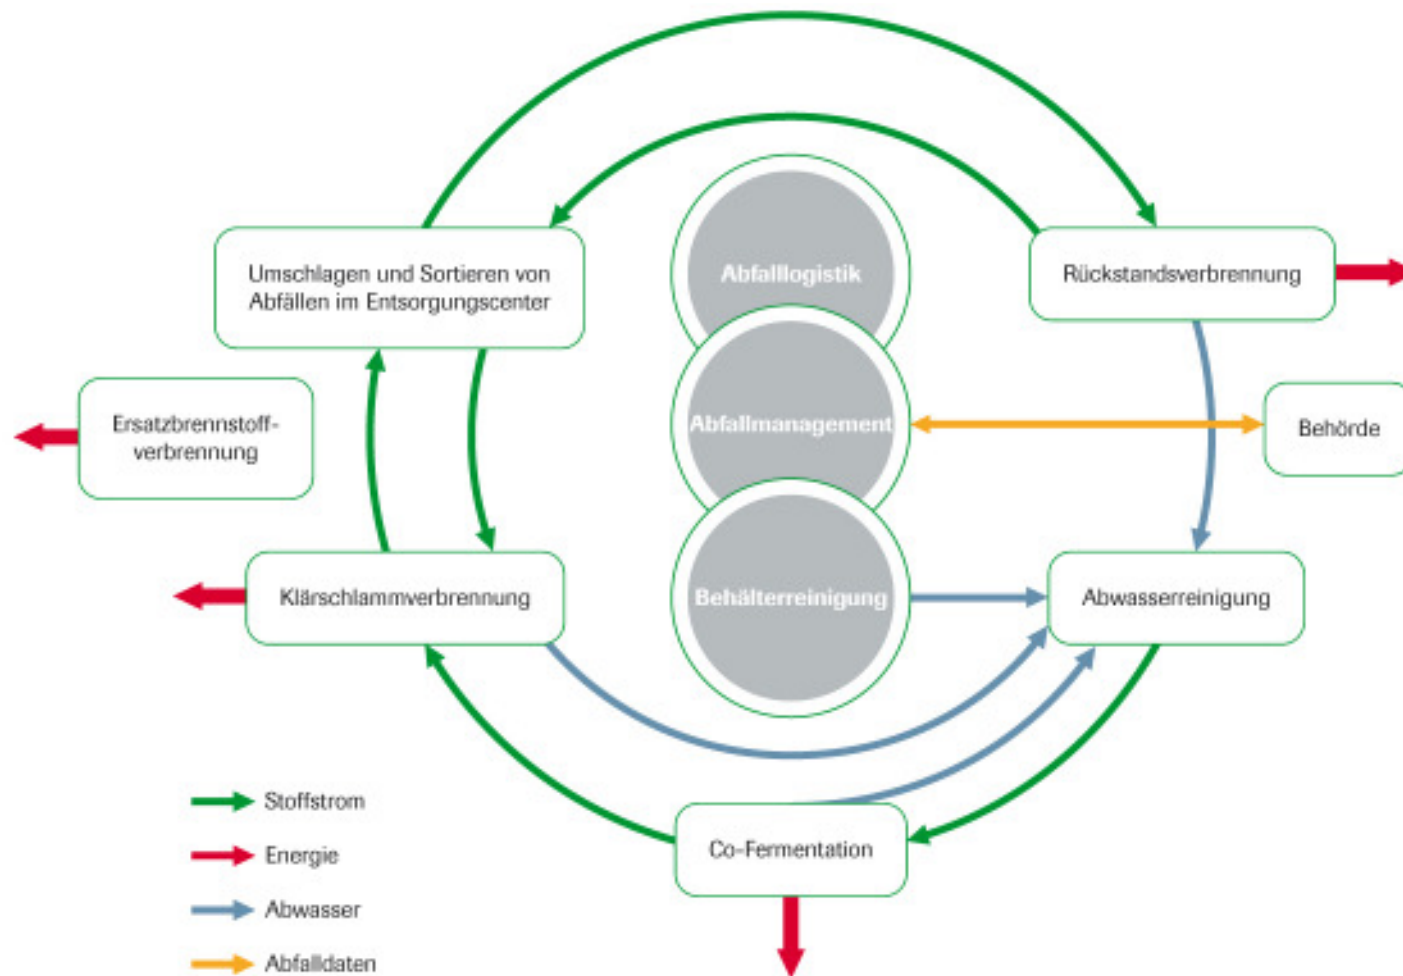 Abfalllogistik
Umschlagen und Sortieren von
Abfällen im Entsorgungscenter
Rückstandsverbrennung
Ersatzbrennstoff-
verbrennung
Abfallmanagement
Behörde
Klärschlammverbrennung
Behälterreinigung
Abwasserreinigung
Co-Fermentation
Stoffstrom
Energie
Abwasser
Abfalldaten